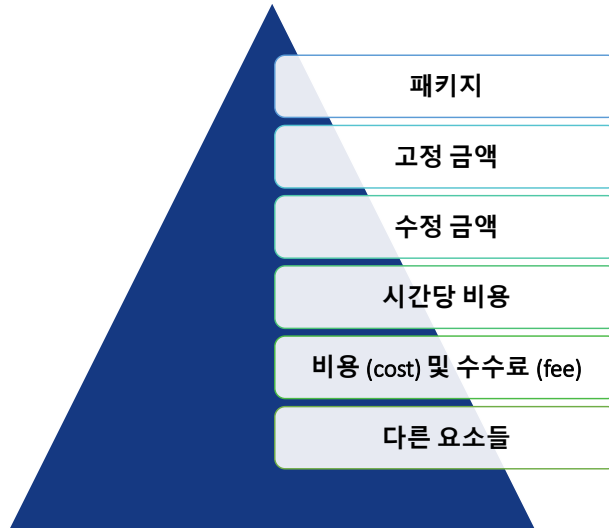 패키지
고정 금액
수정 금액
시간당 비용
비용 (cost) 및 수수료 (fee)
다른 요소들